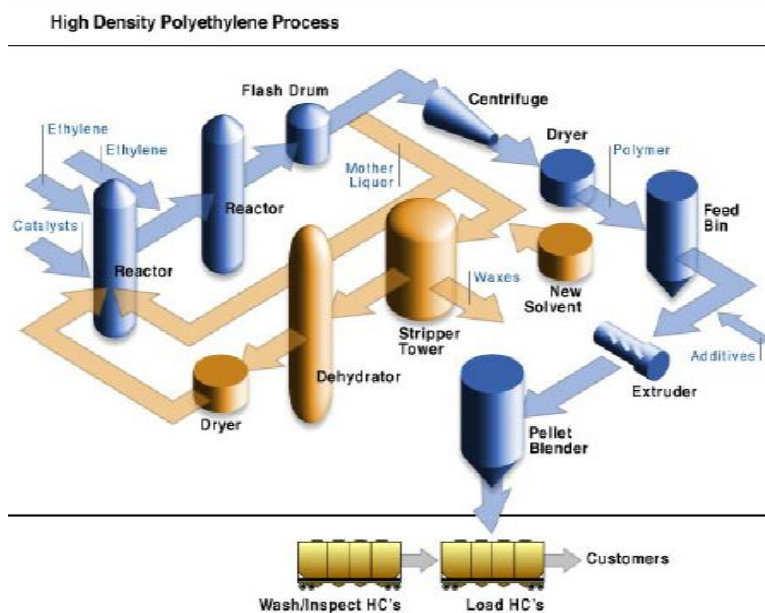 High Density Polyethylene Process
Flash Drum
Centrifuge
Ethylene
Ethylene
Dryer
Polymer
Mother
Liquor
Reactor
Feed
Bin
Catalysts
Reactor
Waxes
New
Solvent
Stripper
Tower
Additives
Dehydrator
Extruder
Dryer
Pellet
Blender
Customers
Wash/Inspect HC's
Load HC's